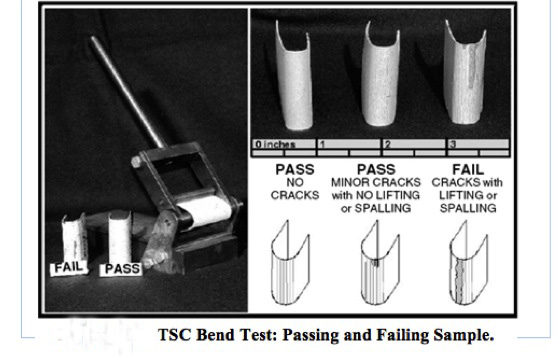 FAIL PASS
0 inches 1 2 3
PASS PASS FAIL
NO MINOR CRACKS CRACKS with
CRACKS with NO LIFTING LIFTING or
or SPALLING SPALLING
TSC Bend Test: Passing and Failing Sample.